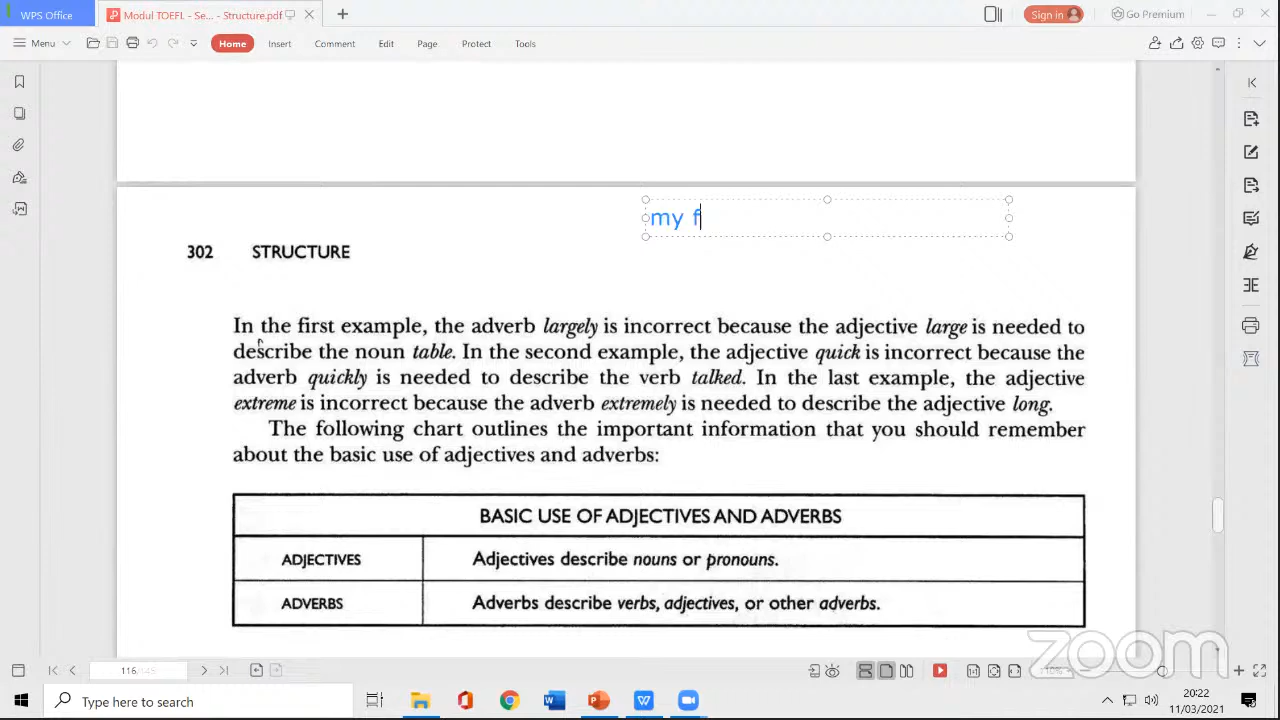 WPS Office
Modul TOEFL - Se... - Structure.pdf
Sign in
Go Premium
Menu
Home
Insert
Comment
Edit
Page
Protect
Tools
my f
302 STRUCTURE
In the first example, the adverb largely is incorrect because the adjective large is needed to
describe the noun table. In the second example, the adjective quick is incorrect because the
adverb quickly is needed to describe the verb talked. In the last example, the adjective
extreme is incorrect because the adverb extremely is needed to describe the adjective long.
The following chart outlines the important information that you should remember
about the basic use of adjectives and adverbs:
BASIC USE OF ADJECTIVES AND ADVERBS
ADJECTIVES Adjectives describe nouns or pronouns.
ADVERBS Adverbs describe verbs, adjectives, or other adverbs.
zoom
116/145
Type here to search
20:22
11/03/2021